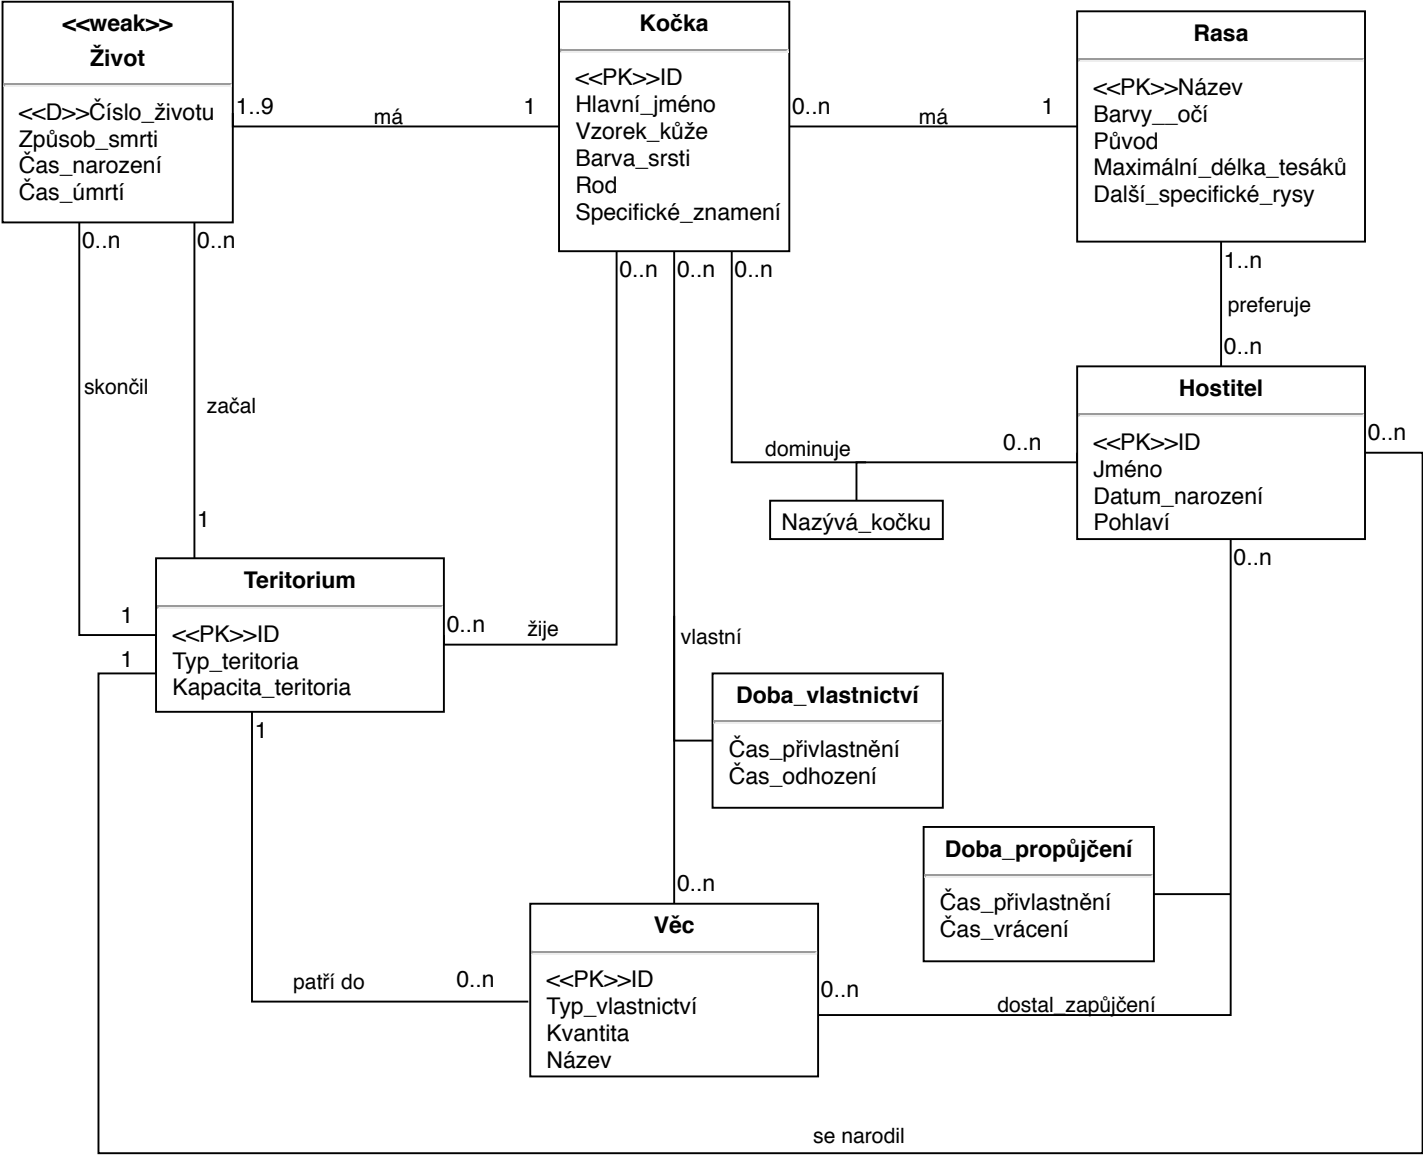 <<weak>>
Život
<<D>>Číslo_životu
Způsob_smrti
Čas_narození
Čas_úmrtí
Kočka
<<PK>>ID
Hlavní_jméno
Vzorek_kůže
Barva_srsti
Rod
Specifické_znamení
Rasa
<<PK>>Název
Barvy__očí
Původ
Maximální_délka_tesáků
Další_specifické_rysy
1..9
má
1
0..n
má
1
0..n
0..n
0..n
0..n
0..n
1..n
preferuje
0..n
skončil
začal
1
1
1
Hostitel
<<PK>>ID
Jméno
Datum_narození
Pohlaví
0..n
dominuje
0..n
Nazývá_kočku
0..n
Teritorium
<<PK>>ID
Typ_teritoria
Kapacita_teritoria
0..n
žije
vlastní
1
Doba_vlastnictví
Čas_přivlastnění
Čas_odhození
Doba_propůjčení
Čas_přivlastnění
Čas_vrácení
0..n
Věc
<<PK>>ID
Typ_vlastnictví
Kvantita
Název
patří do
0..n
0..n
dostal_zapůjčení
se narodil